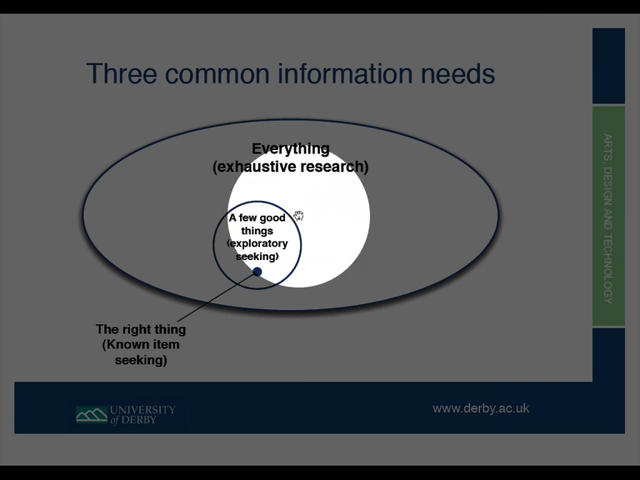 Three common information needs
Everything
(exhaustive research)
A few good
things
(exploratory
seeking)
The right thing
(Known item
seeking)
ARTS, DESIGN AND TECHNOLOGY
UNIVERSITY
of DERBY
www.derby.ac.uk